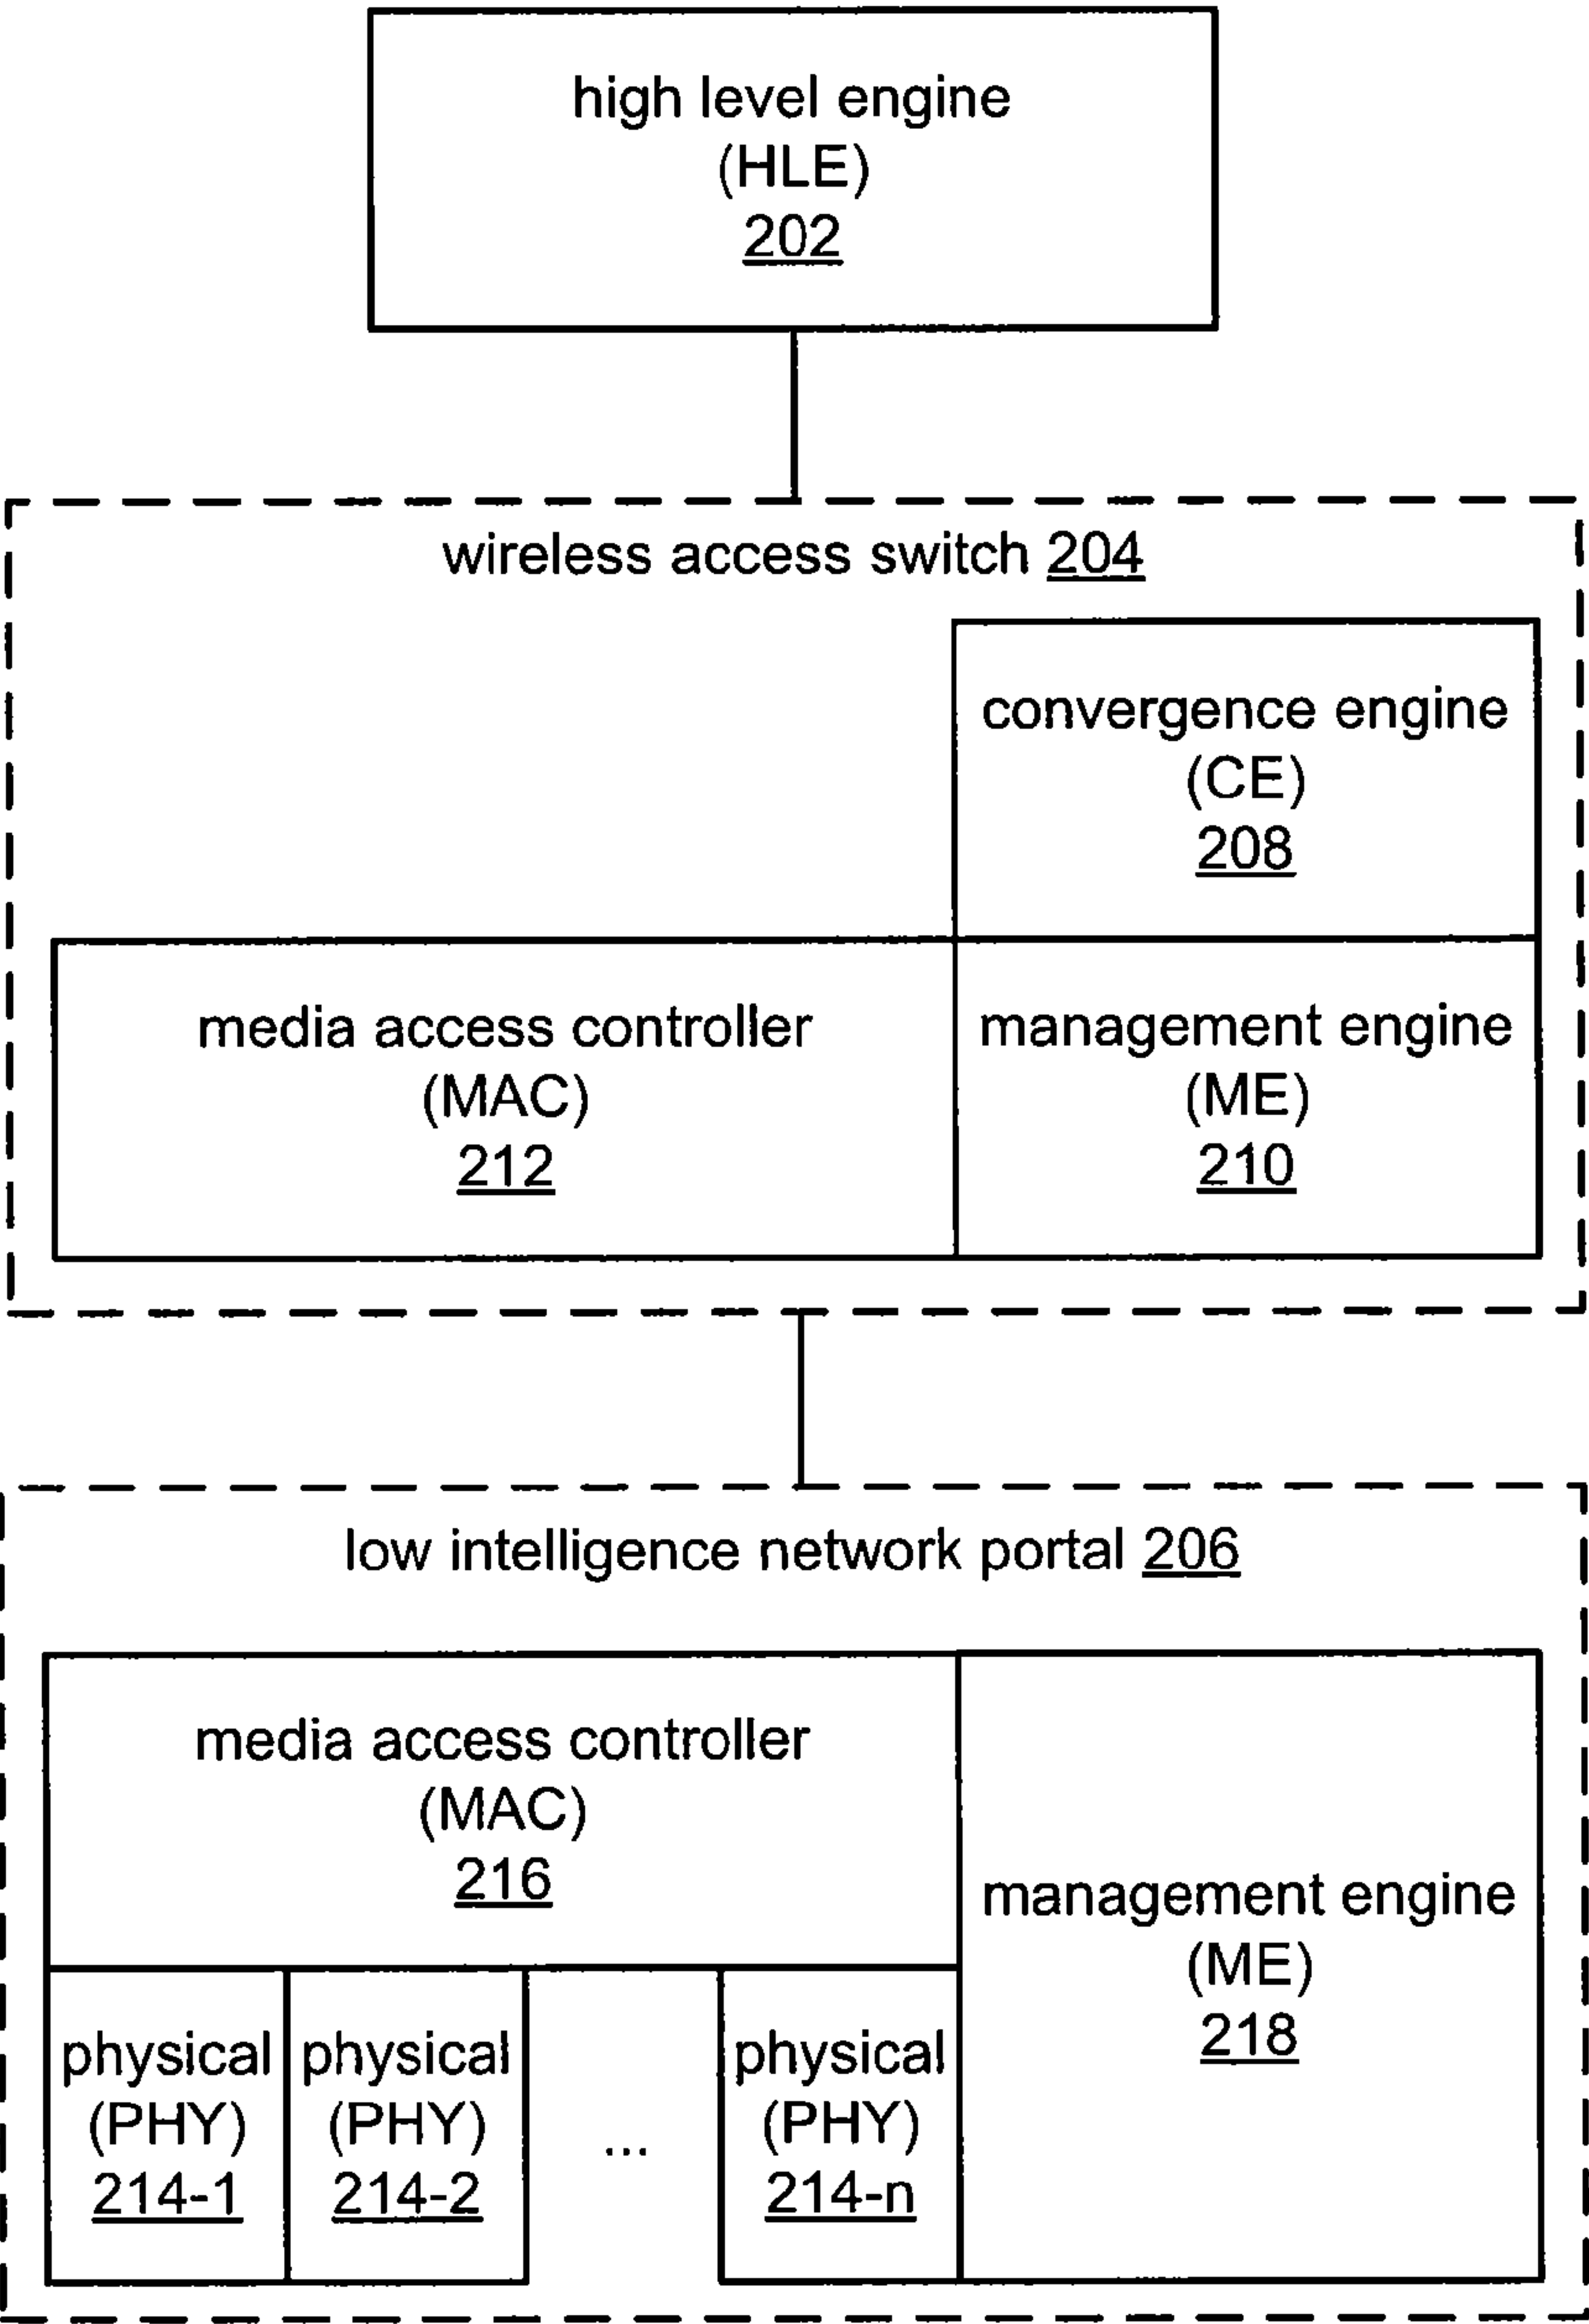 high level engine
(HLE)
202
wireless access switch 204
convergence engine
(CE)
208
media access controller
(MAC)
212
management engine
(ME)
210
low intelligence network portal 206
media access controller
(MAC)
216
management engine
(ME)
218
physical
(PHY)
214-1
physical
(PHY)
214-2
...
physical
(PHY)
214-n